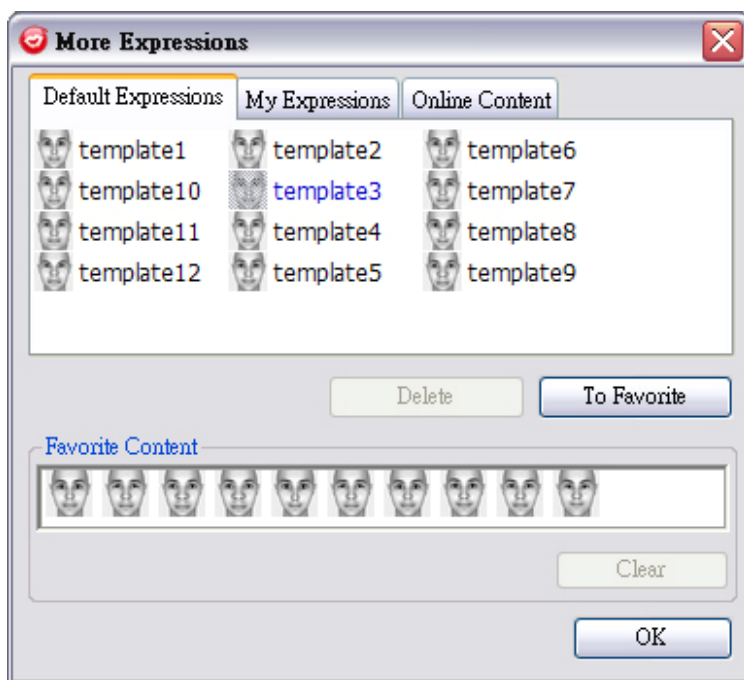 More Expressions
Default Expressions My Expressions Online Content
template1 template2 template6
template10 template3 template7
template11 template4 template8
template12 template5 template9
Delete To Favorite
Favorite Content
Clear
OK